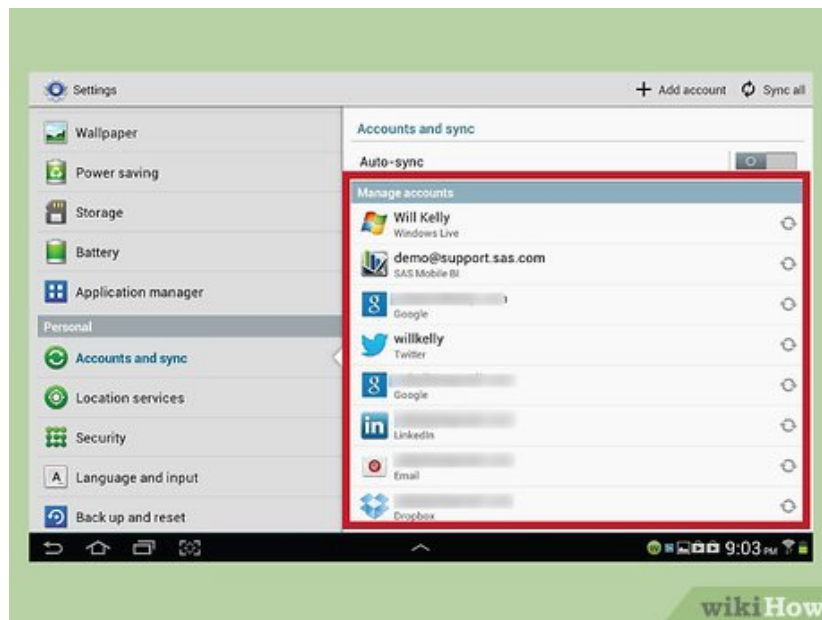 Settings
Add account
Sync all
Wallpaper
Power saving
Storage
Battery
Application manager
Personal
Accounts and sync
Location services
Security
Language and input
Back up and reset
Accounts and sync
Auto-sync
Manage accounts
Will Kelly
Windows Live
demo@support.sas.com
SAS Mobile BI
Google
willkelly
Twitter
Google
LinkedIn
Email
Dropbox
9:03 PM
wikiHow